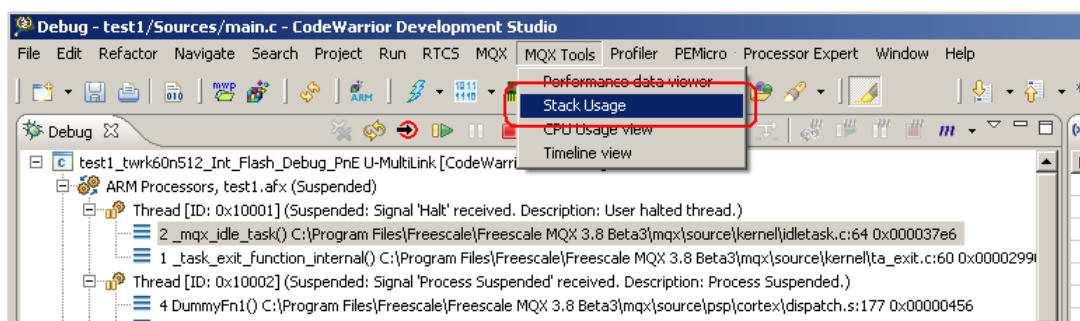 Debug - test1/Sources/main.c - CodeWarrior Development Studio
File Edit Refactor Navigate Search Project Run RTCS MQX MQX Tools Profiler PEMicro Processor Expert Window Help
Performance data viewer
Stack Usage
CPU Usage view
Timeline view
Debug
test1_twrk60n512_Int_Flash_Debug_PnE U-MultiLink [CodeWarri
ARM Processors, test1.afx (Suspended)
Thread [ID: 0x10001] (Suspended: Signal 'Halt' received. Description: User halted thread.)
2 _mqx_idle_task() C:\Program Files\Freescale\Freescale MQX 3.8 Beta3\mqx\source\kernel\idletask.c:64 0x000037e6
1 _task_exit_function_internal() C:\Program Files\Freescale\Freescale MQX 3.8 Beta3\mqx\source\kernel\ta_exit.c:60 0x0000299
Thread [ID: 0x10002] (Suspended: Signal 'Process Suspended' received. Description: Process Suspended.)
4 DummyFn1() C:\Program Files\Freescale\Freescale MQX 3.8 Beta3\mqx\source\psp\cortex\dispatch.s:177 0x00000456